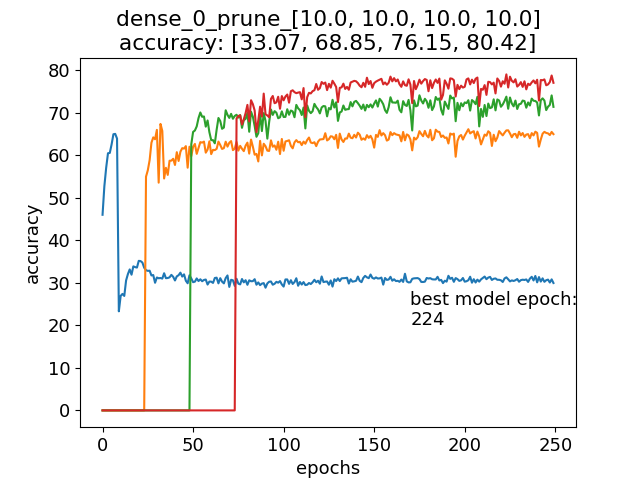 dense_0_prune_[10.0, 10.0, 10.0, 10.0]
accuracy: [33.07, 68.85, 76.15, 80.42]
80
70
60
50
40
30
20
10
0
accuracy
best model epoch:
224
0 50 100 150 200 250
epochs